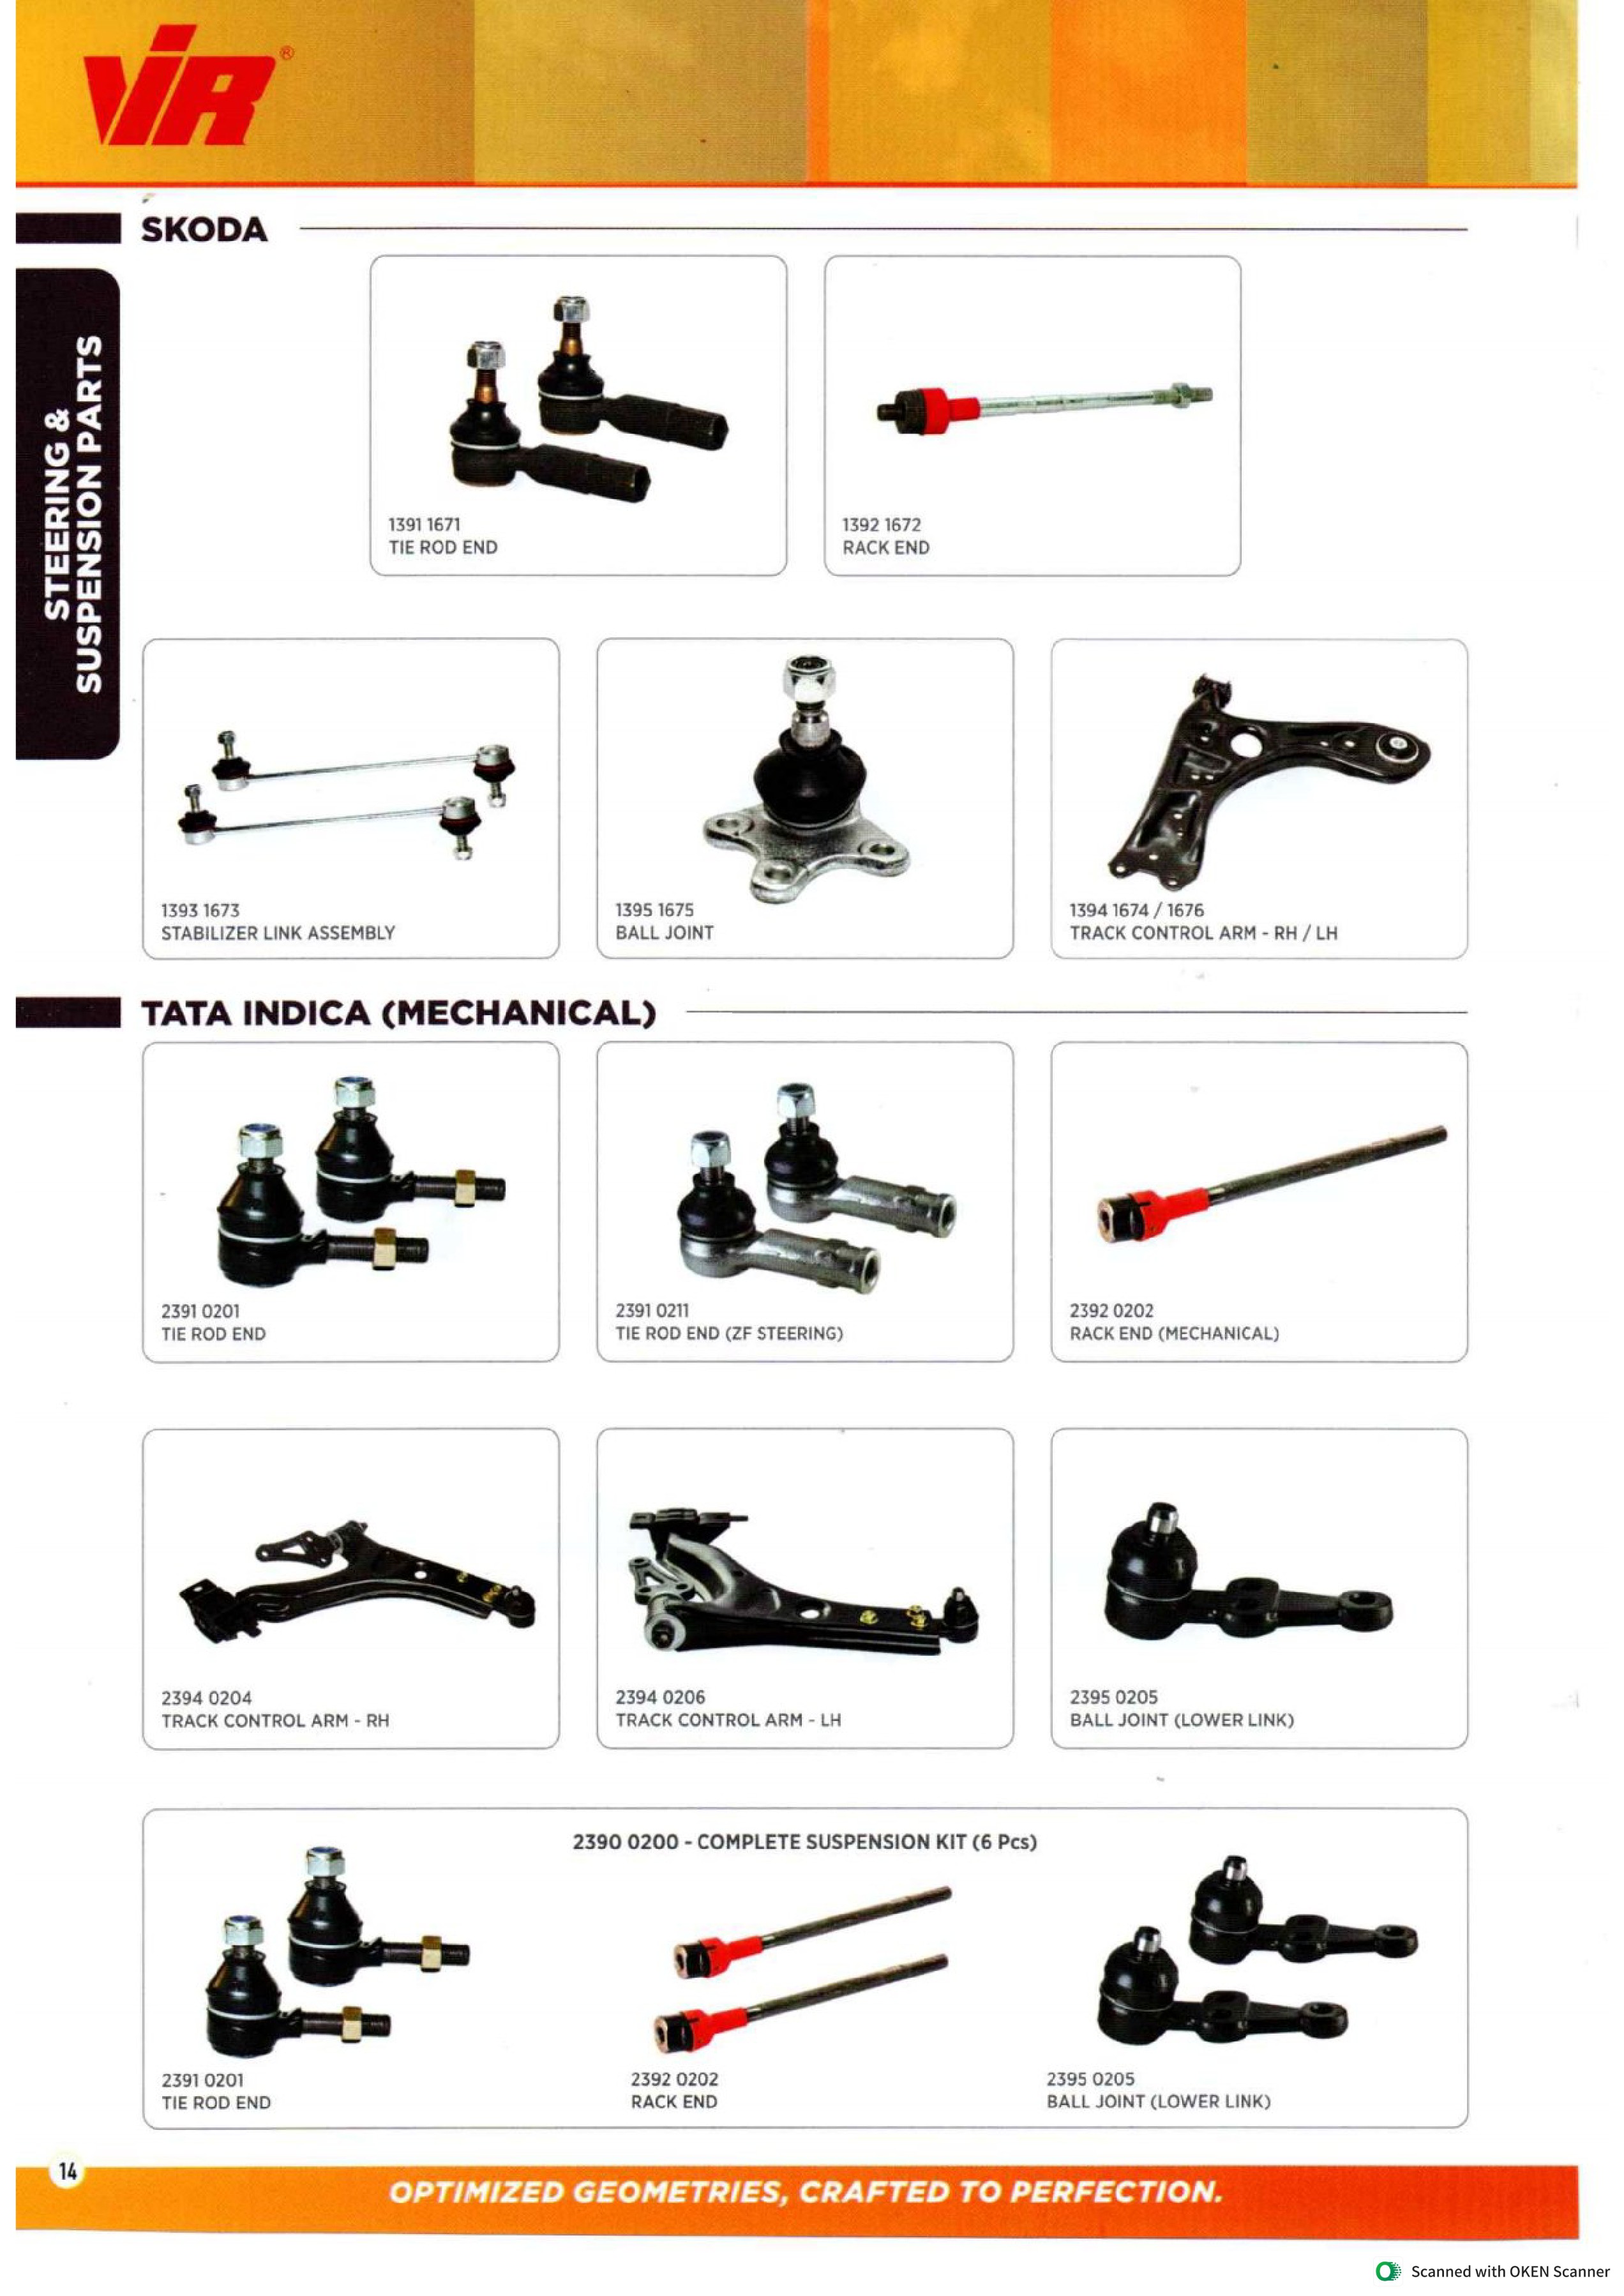 ViR®
SKODA
STEERING &
SUSPENSION PARTS
1391 1671
TIE ROD END
1392 1672
RACK END
1393 1673
STABILIZER LINK ASSEMBLY
1395 1675
BALL JOINT
1394 1674 / 1676
TRACK CONTROL ARM - RH / LH
TATA INDICA (MECHANICAL)
2391 0201
TIE ROD END
2391 0211
TIE ROD END (ZF STEERING)
2392 0202
RACK END (MECHANICAL)
2394 0204
TRACK CONTROL ARM - RH
2394 0206
TRACK CONTROL ARM - LH
2395 0205
BALL JOINT (LOWER LINK)
2390 0200 - COMPLETE SUSPENSION KIT (6 Pcs)
2391 0201
TIE ROD END
2392 0202
RACK END
2395 0205
BALL JOINT (LOWER LINK)
14
OPTIMIZED GEOMETRIES, CRAFTED TO PERFECTION.
Scanned with OKEN Scanner